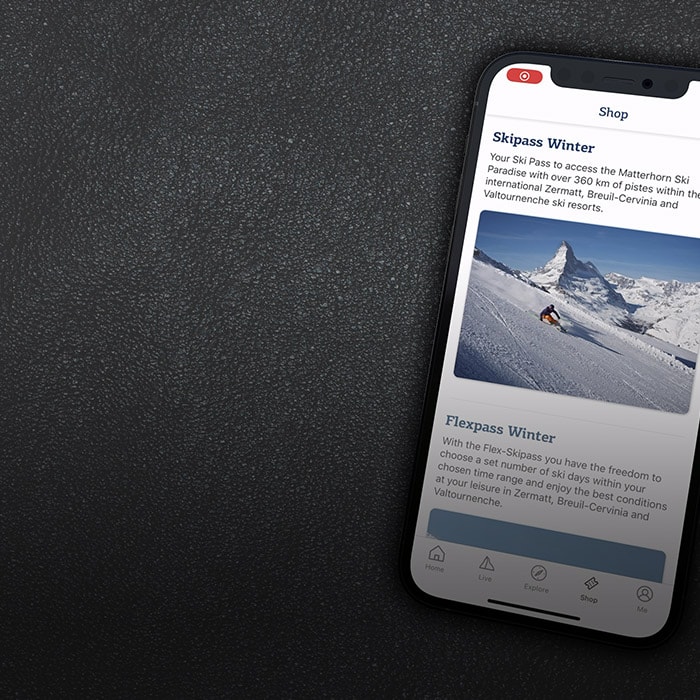 Shop
Skipass Winter
Your Ski Pass to access the Matterhorn Ski
Paradise with over 360 km of pistes within the
international Zermatt, Breuil-Cervinia and
Valtournenche ski resorts.
Flexpass Winter
With the Flex-Skipass you have the freedom to
choose a set number of ski days within your
chosen time range and enjoy the best conditions
at your leisure in Zermatt, Breuil-Cervinia and
Valtournenche.
Home Live Explore Shop Me